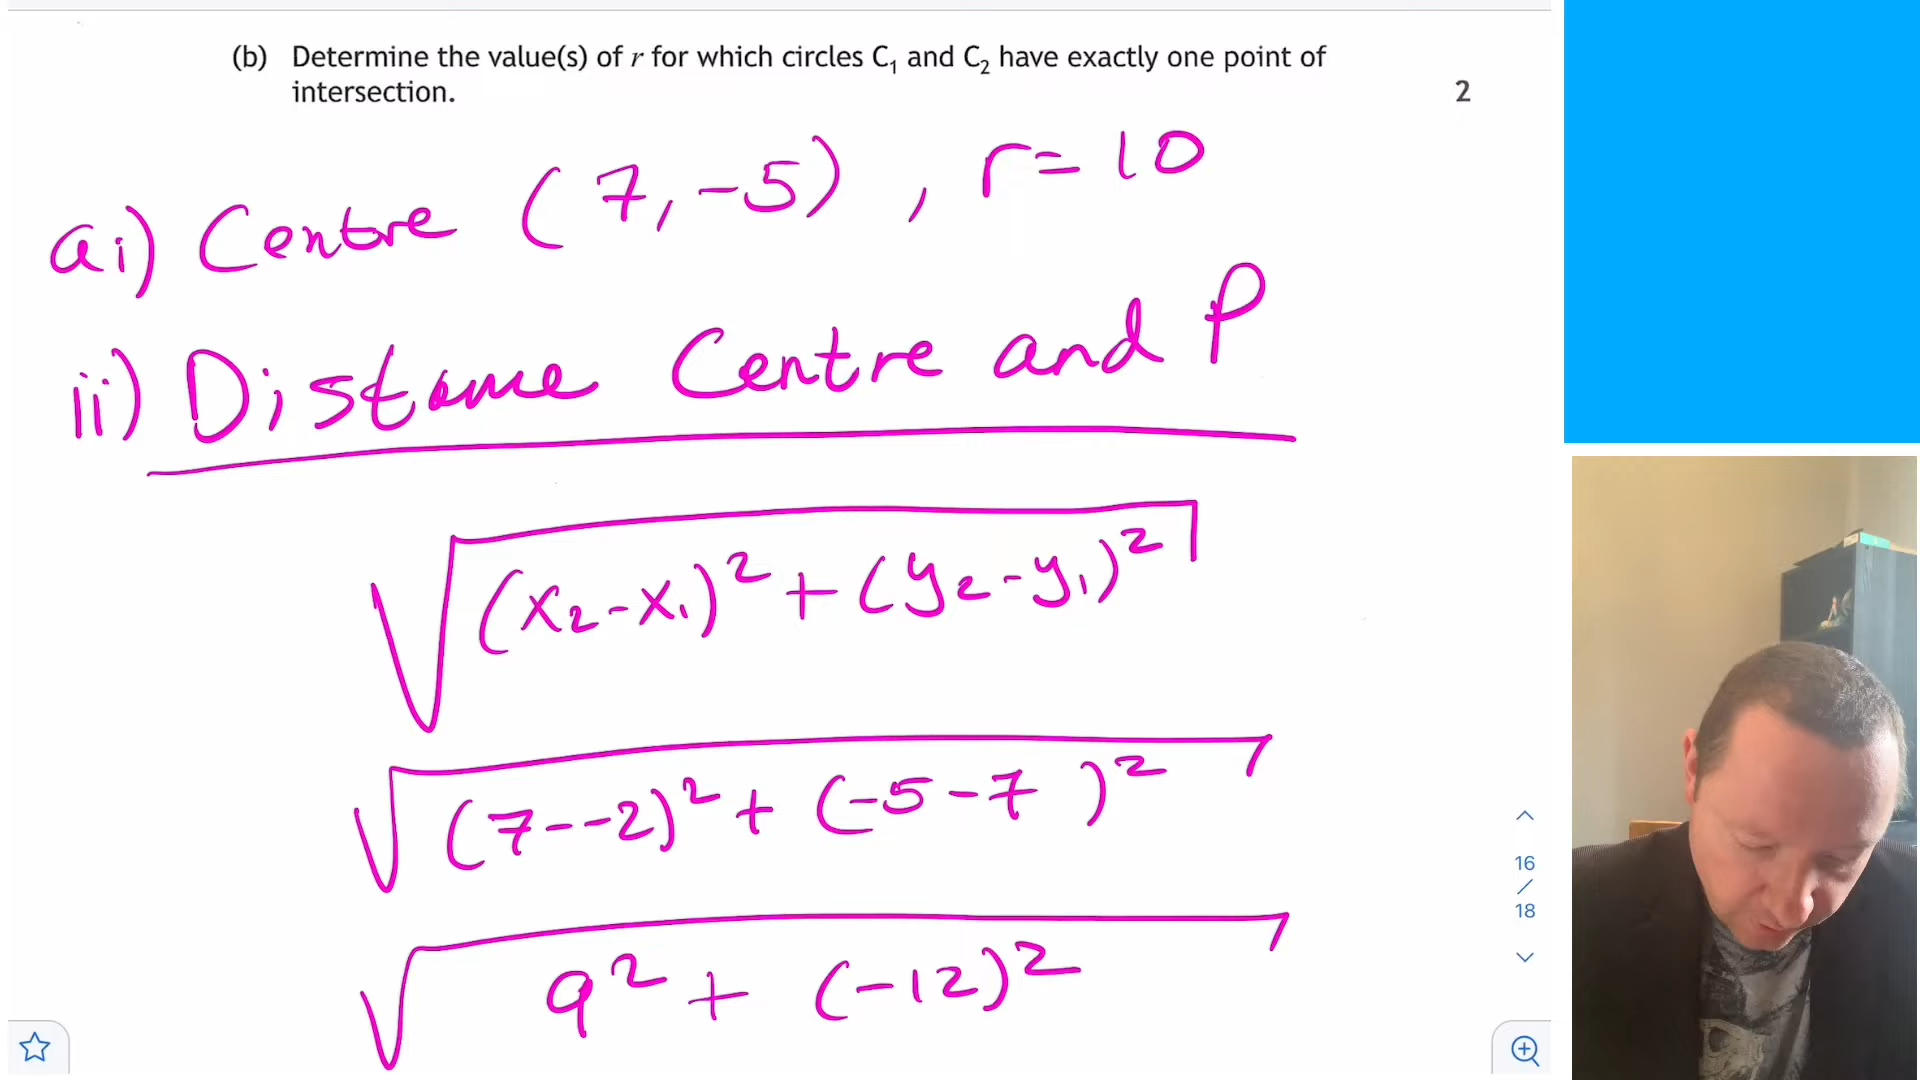 (b) Determine the value(s) of r for which circles C₁ and C₂ have exactly one point of
intersection.
2
ai) Centre (7,-5) , r=10
ii) Distance Centre and P
√(x₂-x₁)²+(y₂-y₁)²
√(7--2)²+(-5-7 )²
√9²+(-12)²
16
/
18